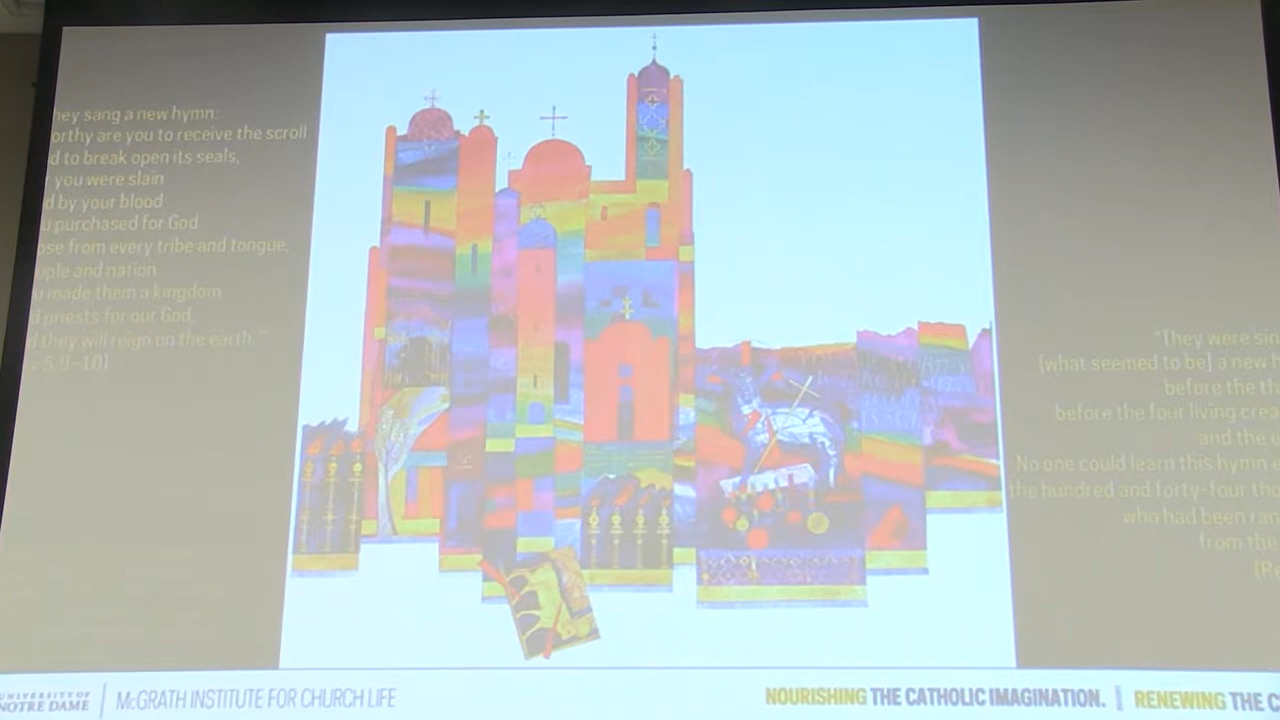 hey sang a new hymn:
orthy are you to receive the scroll
d to break open its seals,
you were slain
d by your blood
u purchased for God
ose from every tribe and tongue,
ople and nation
u made them a kingdom
d priests for our God,
d they will reign on the earth."
v 5:9-10)
"They were sin
[what seemed to be] a new h
before the th
before the four living crea
and the e
No one could learn this hymn e
the hundred and forty-four tho
who had been ran
from the
(Re
UNIVERSITY OF
NOTRE DAME
McGRATH INSTITUTE FOR CHURCH LIFE
NOURISHING THE CATHOLIC IMAGINATION. | RENEWING THE C